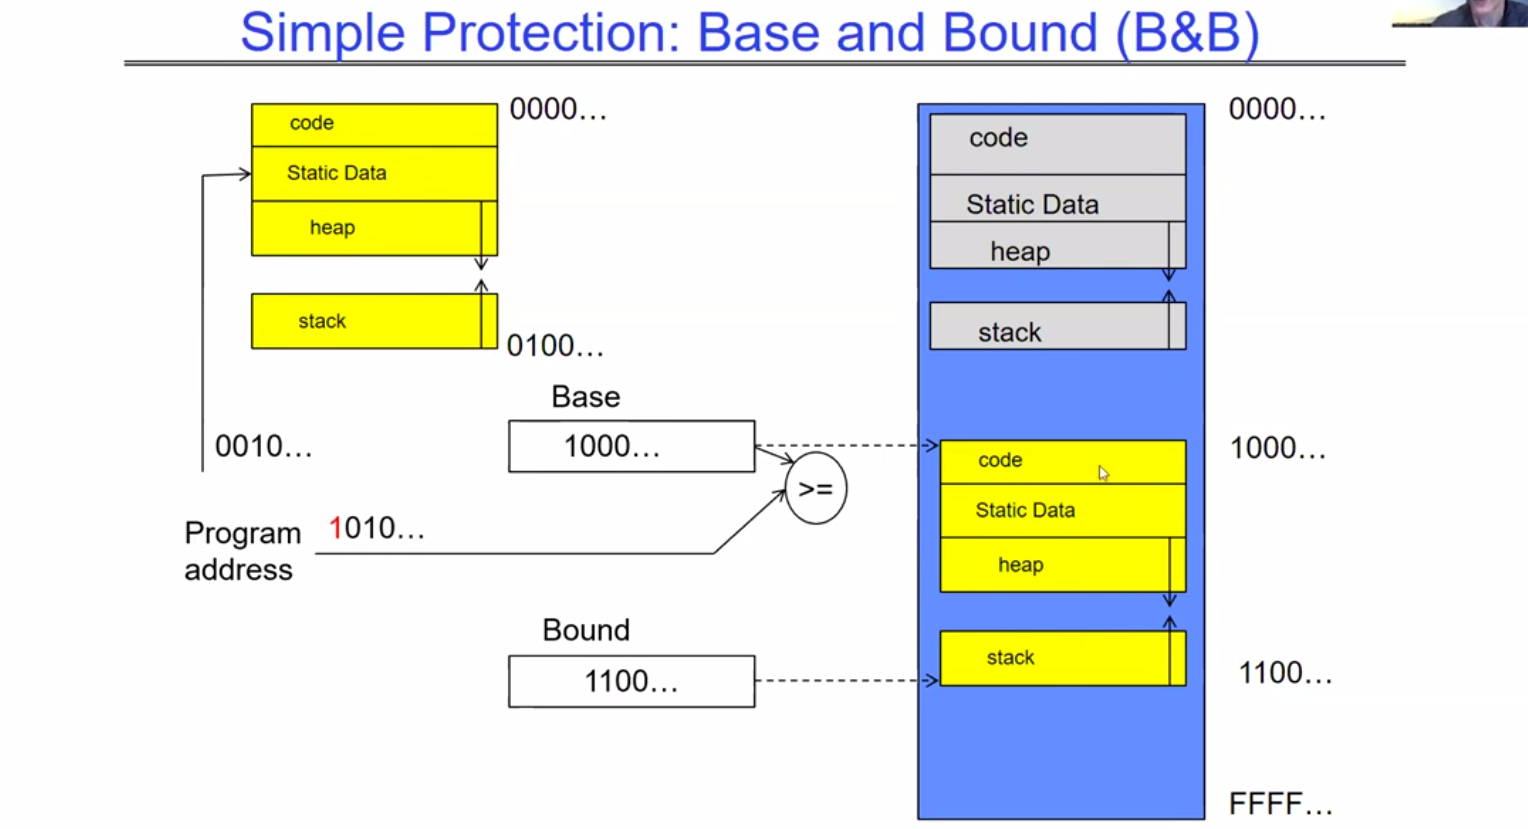 Simple Protection: Base and Bound (B&B)
code
Static Data
heap
stack
0000…
0100…
0010…
Program
address
1010…
Base
1000…
>=
Bound
1100…
code
Static Data
heap
stack
code
Static Data
heap
stack
0000…
1000…
1100…
FFFF…